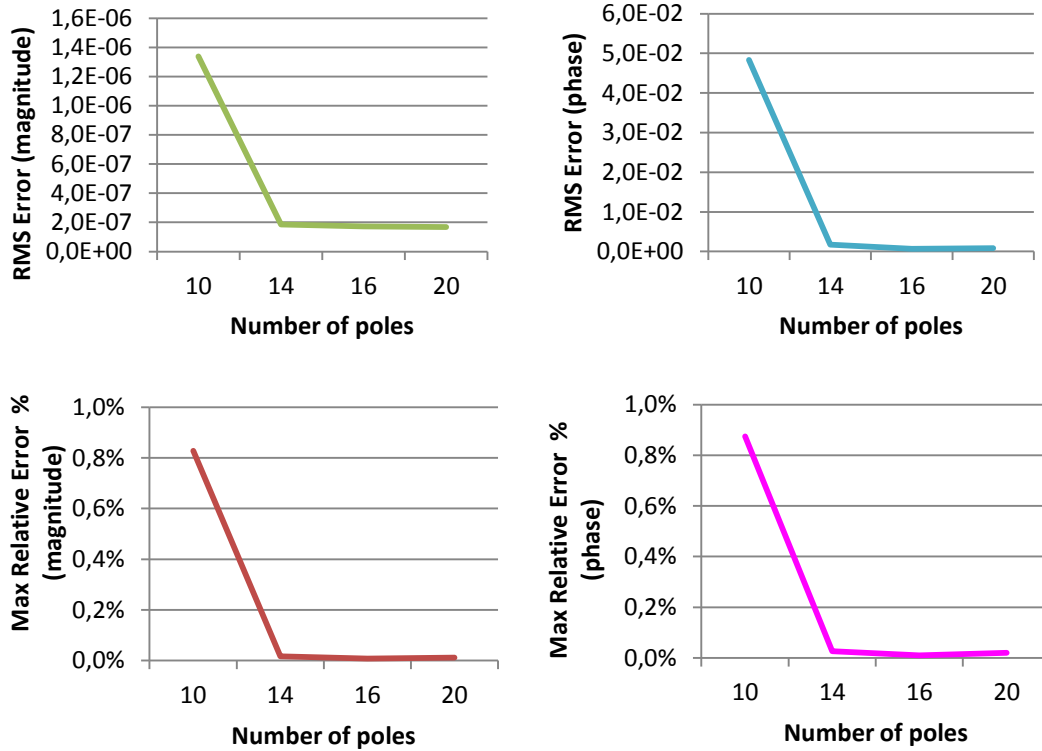 RMS Error (magnitude)
1,6E-06
1,4E-06
1,2E-06
1,0E-06
8,0E-07
6,0E-07
4,0E-07
2,0E-07
0,0E+00
10 14 16 20
Number of poles
RMS Error (phase)
6,0E-02
5,0E-02
4,0E-02
3,0E-02
2,0E-02
1,0E-02
0,0E+00
10 14 16 20
Number of poles
Max Relative Error %
(magnitude)
1,0%
0,8%
0,6%
0,4%
0,2%
0,0%
10 14 16 20
Number of poles
Max Relative Error %
(phase)
1,0%
0,8%
0,6%
0,4%
0,2%
0,0%
10 14 16 20
Number of poles